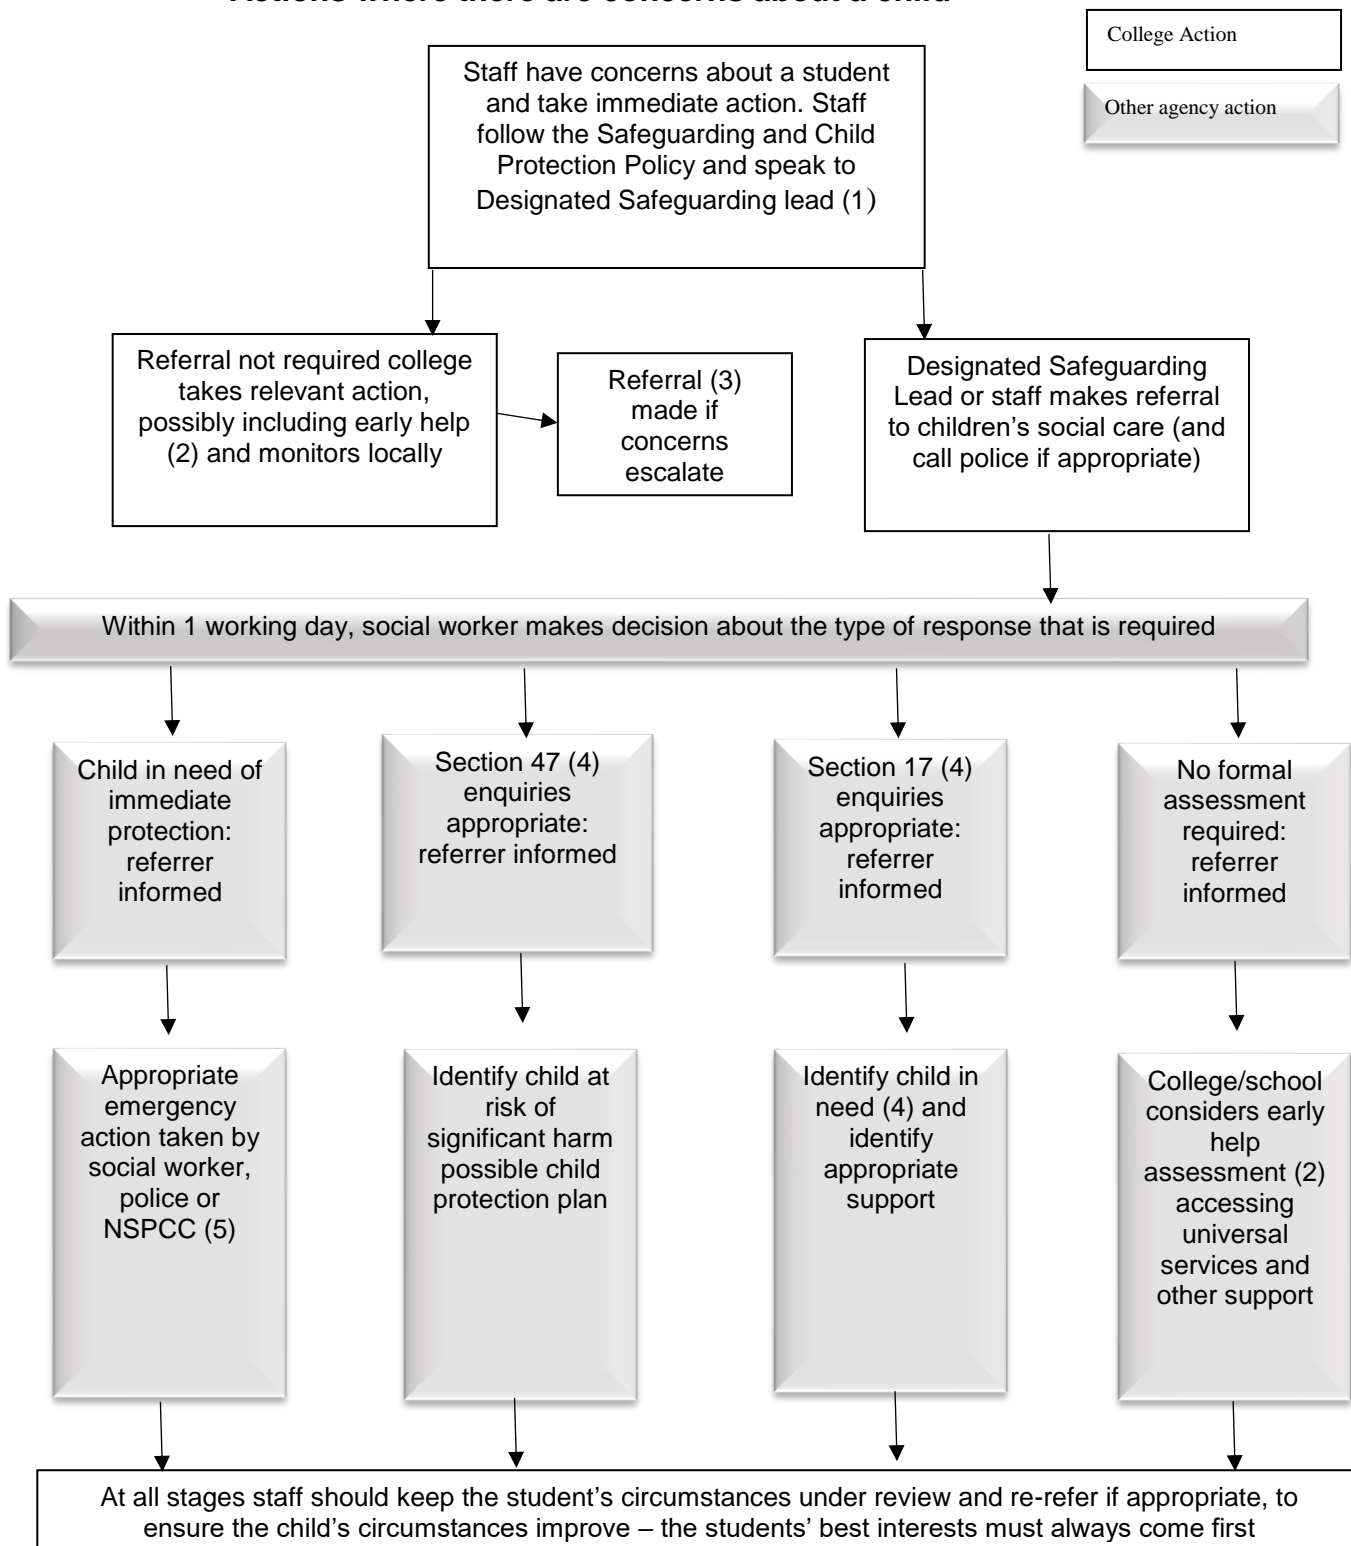 Actions where there are concerns about a child
College Action
Other agency action
Staff have concerns about a student
and take immediate action. Staff
follow the Safeguarding and Child
Protection Policy and speak to
Designated Safeguarding lead (1)
Referral not required college
takes relevant action,
possibly including early help
(2) and monitors locally
Referral (3)
made if
concerns
escalate
Designated Safeguarding
Lead or staff makes referral
to children’s social care (and
call police if appropriate)
Within 1 working day, social worker makes decision about the type of response that is required
Child in need of
immediate
protection:
referrer
informed
Section 47 (4)
enquiries
appropriate:
referrer informed
Section 17 (4)
enquiries
appropriate:
referrer
informed
No formal
assessment
required:
referrer
informed
Appropriate
emergency
action taken by
social worker,
police or
NSPCC (5)
Identify child at
risk of
significant harm
possible child
protection plan
Identify child in
need (4) and
identify
appropriate
support
College/school
considers early
help
assessment (2)
accessing
universal
services and
other support
At all stages staff should keep the student’s circumstances under review and re-refer if appropriate, to
ensure the child’s circumstances improve – the students’ best interests must always come first